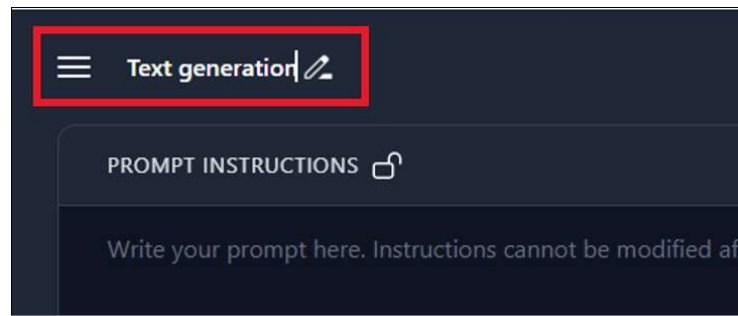 Text generation
PROMPT INSTRUCTIONS
Write your prompt here. Instructions cannot be modified